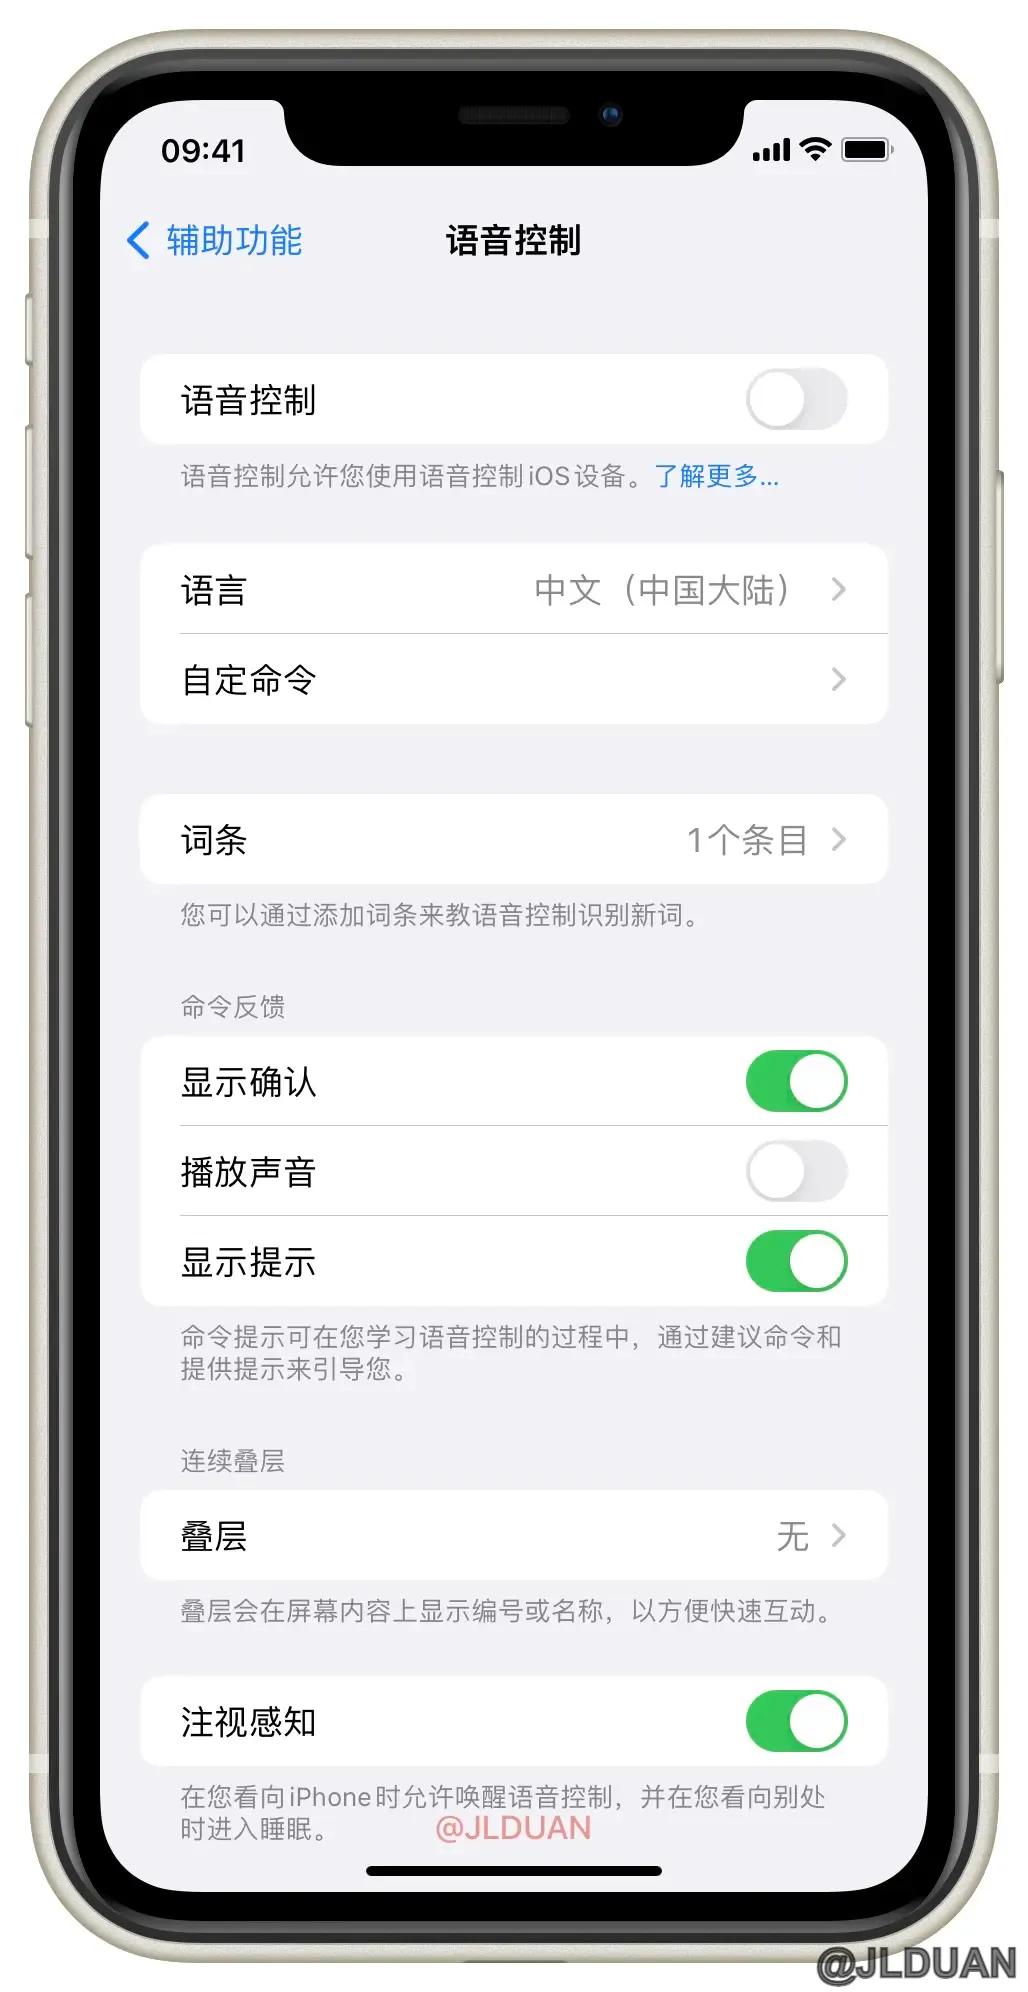 09:41
辅助功能
语音控制
语音控制
语音控制允许您使用语音控制iOS设备。了解更多...
语言 中文（中国大陆）
自定命令
词条 1个条目
您可以通过添加词条来教语音控制识别新词。
命令反馈
显示确认
播放声音
显示提示
命令提示可在您学习语音控制的过程中，通过建议命令和
提供提示来引导您。
连续叠层
叠层 无
叠层会在屏幕内容上显示编号或名称，以方便快速互动。
注视感知
在您看向iPhone时允许唤醒语音控制，并在您看向别处
时进入睡眠。
@JLDUAN
@JLDUAN